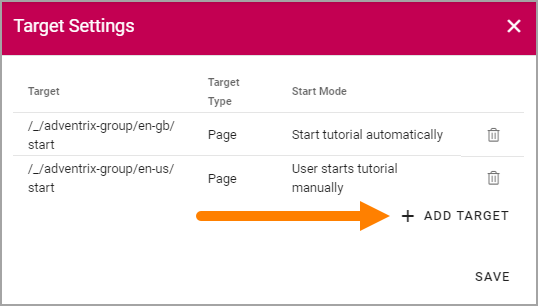 Target Settings
Target
Target Type
Start Mode
/_/adventrix-group/en-gb/
start
Page
Start tutorial automatically
/_/adventrix-group/en-us/
start
Page
User starts tutorial
manually
ADD TARGET
SAVE